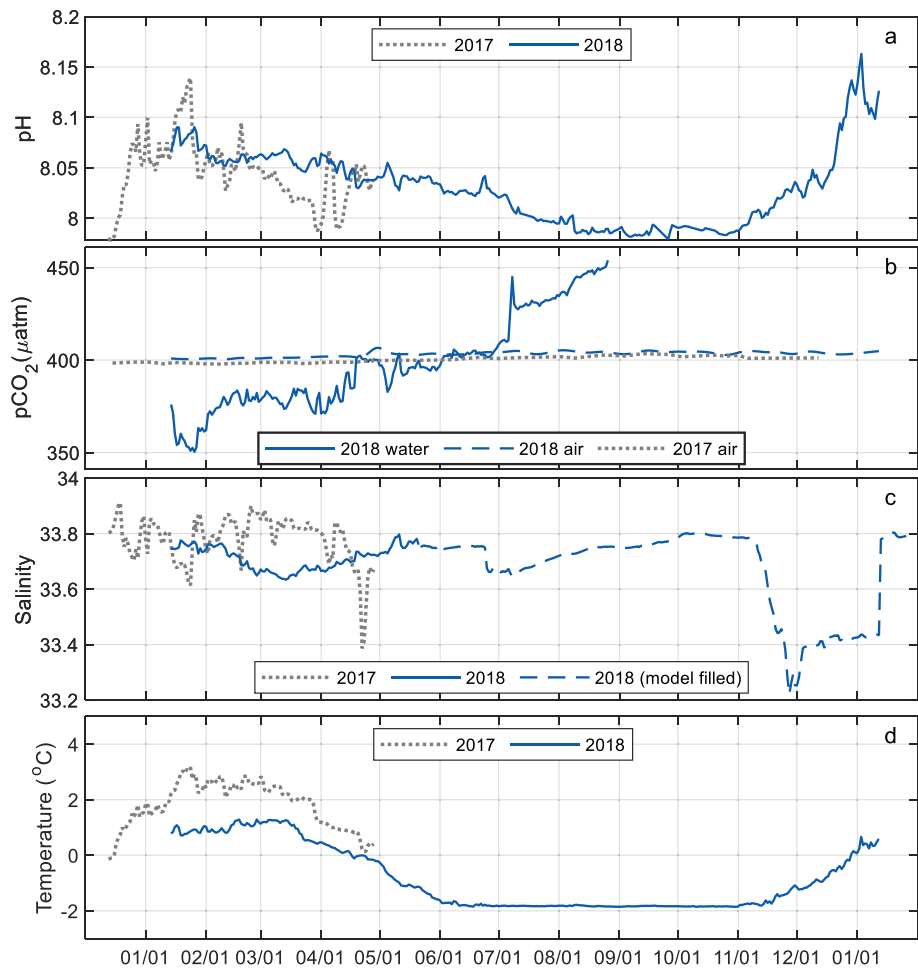 8.2
8.15
8.1
8.05
8
pH
2017
2018
a
450
400
350
pCO2(μatm)
b
2018 water
2018 air
2017 air
34
33.8
33.6
33.4
33.2
Salinity
c
2017
2018
2018 (model filled)
4
2
0
-2
Temperature (°C)
2017
2018
d
01/01 02/01 03/01 04/01 05/01 06/01 07/01 08/01 09/01 10/01 11/01 12/01 01/01